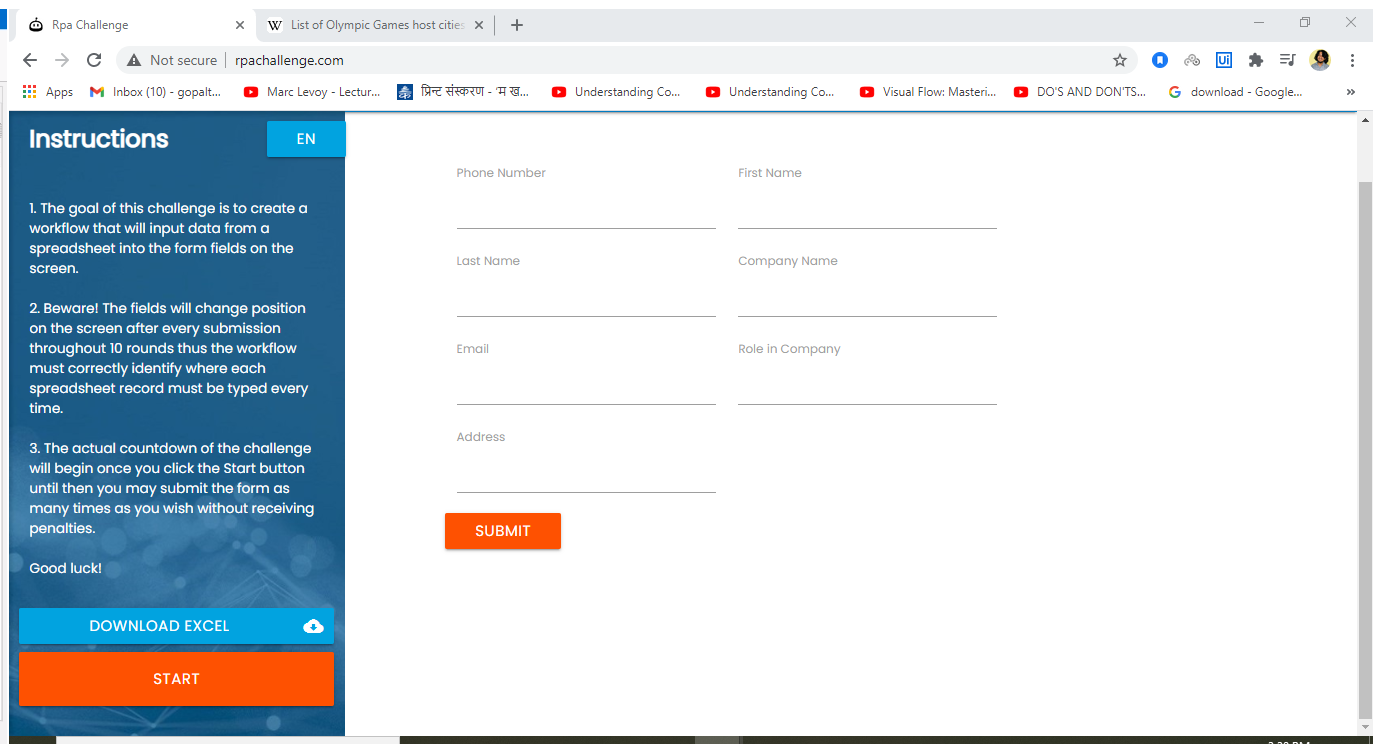 Rpa Challenge
List of Olympic Games host cities
Not secure
rpachallenge.com
Apps
Inbox (10) - gopalt...
Marc Levoy - Lectur...
प्रिन्ट संस्करण - 'म ख...
Understanding Co...
Understanding Co...
Visual Flow: Masteri...
DO'S AND DON'TS...
download - Google...
Instructions
EN
1. The goal of this challenge is to create a
workflow that will input data from a
spreadsheet into the form fields on the
screen.
2. Beware! The fields will change position
on the screen after every submission
throughout 10 rounds thus the workflow
must correctly identify where each
spreadsheet record must be typed every
time.
3. The actual countdown of the challenge
will begin once you click the Start button
until then you may submit the form as
many times as you wish without receiving
penalties.
Good luck!
DOWNLOAD EXCEL
START
Phone Number
First Name
Last Name
Company Name
Email
Role in Company
Address
SUBMIT